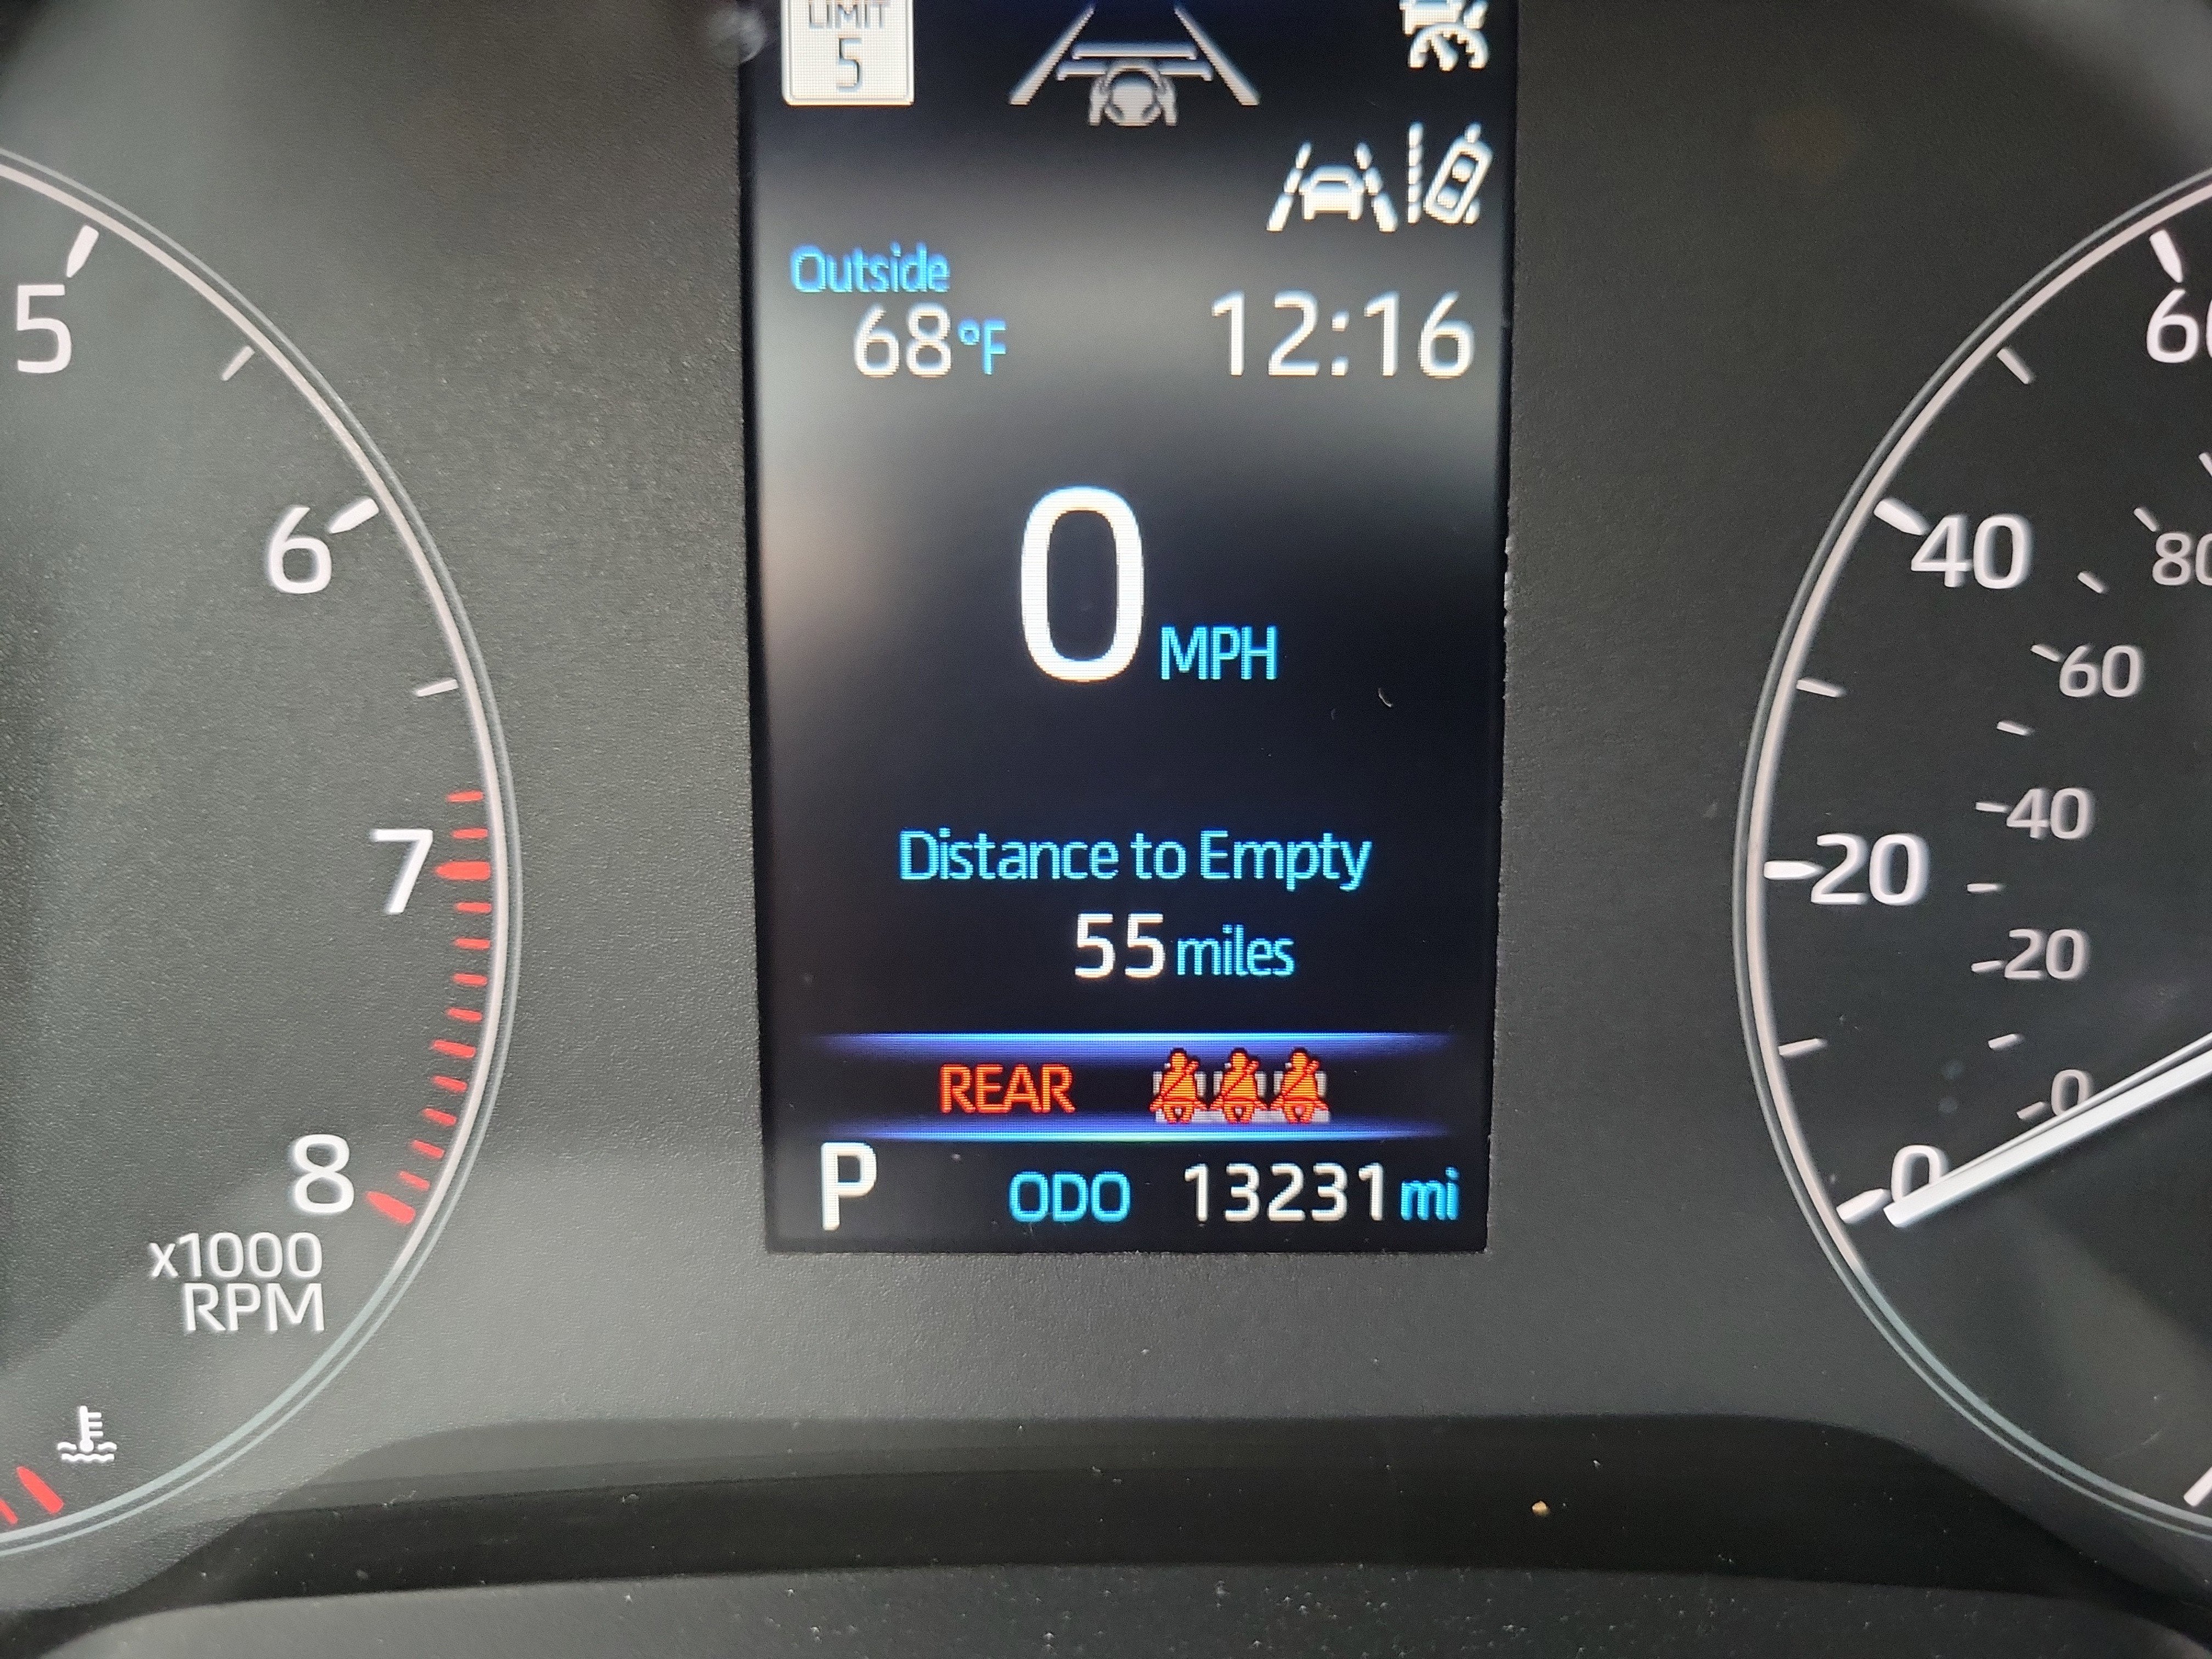 LIMIT
5
Outside
68°F
12:16
0 MPH
Distance to Empty
55 miles
REAR
P
ODO 13231 mi
5
6
7
8
x1000
RPM
40
20
0
80
60
40
20
0